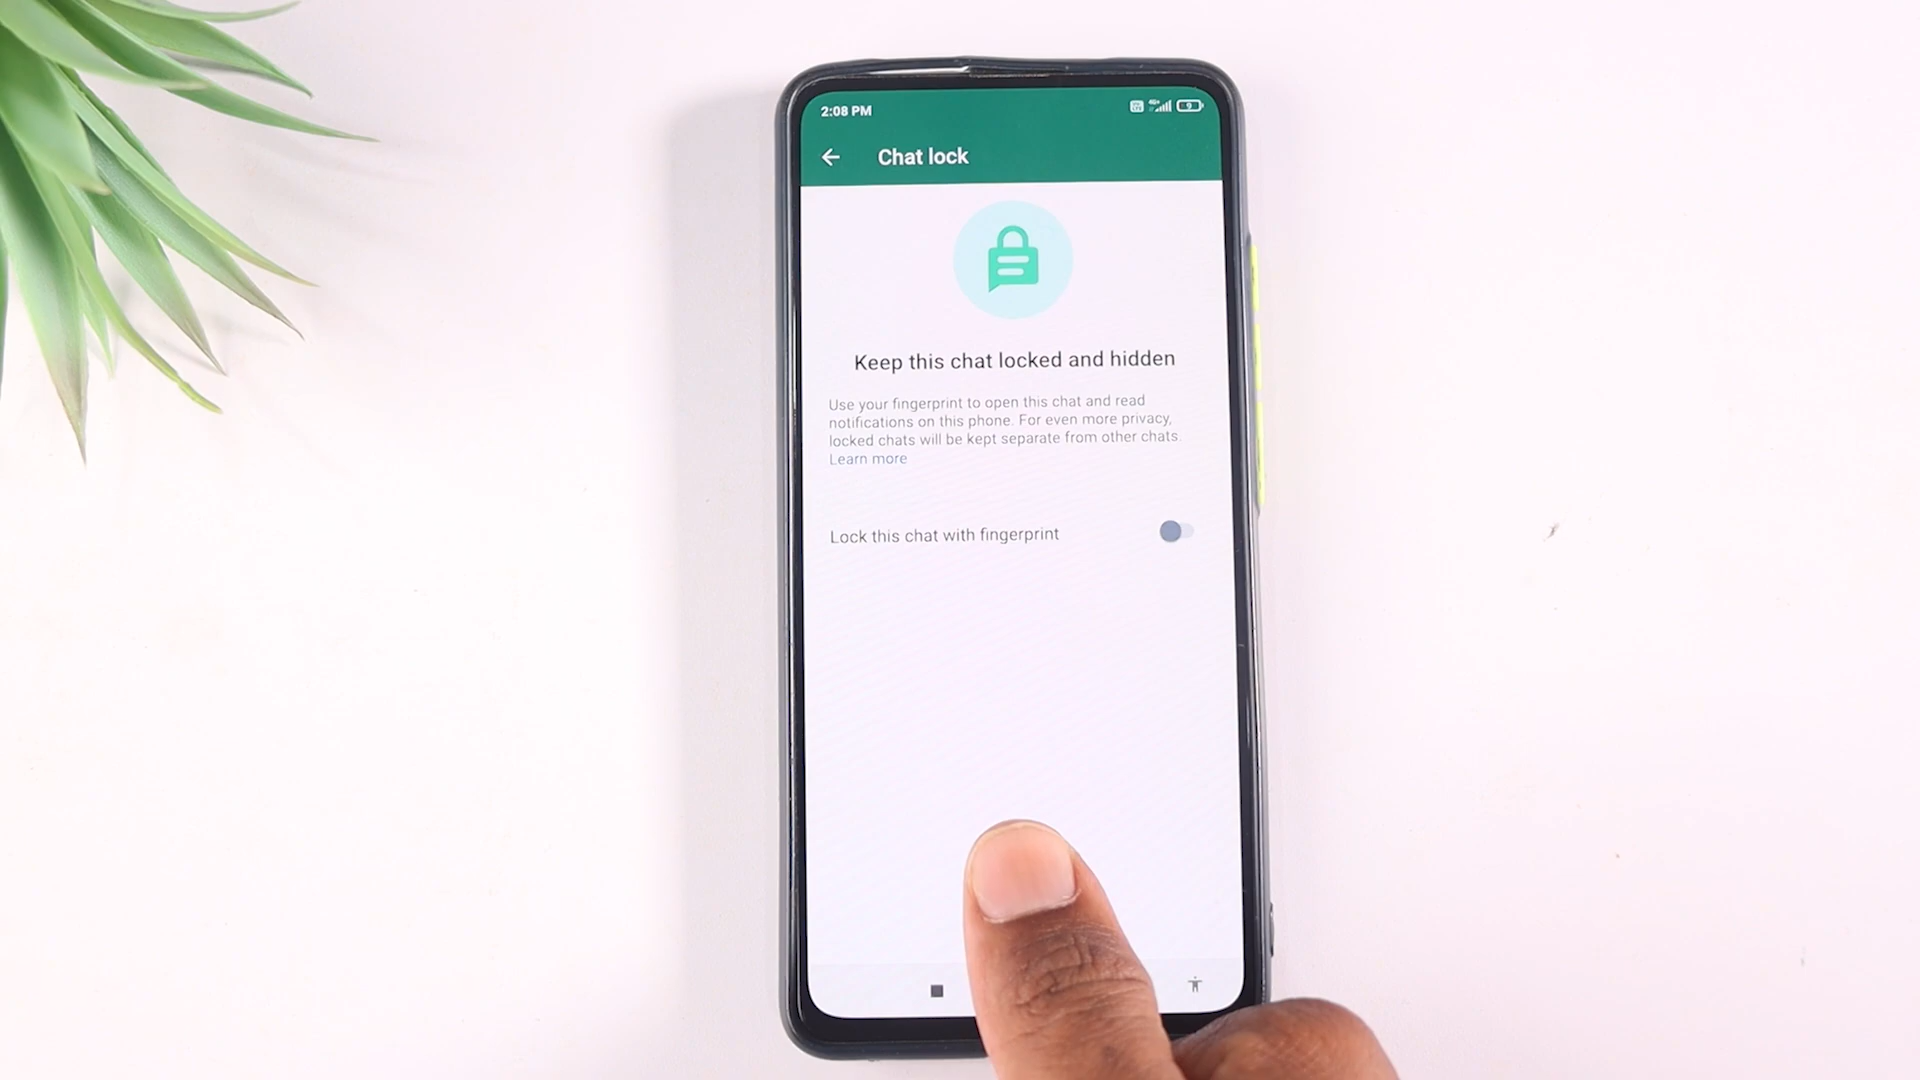 2:08 PM
9
Chat lock
Keep this chat locked and hidden
Use your fingerprint to open this chat and read
notifications on this phone. For even more privacy,
locked chats will be kept separate from other chats.
Learn more
Lock this chat with fingerprint